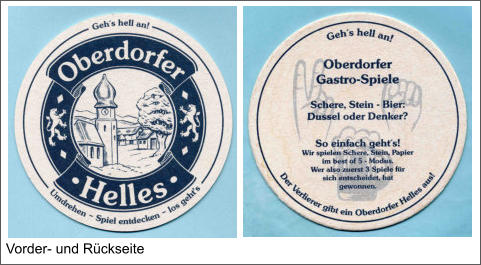 Geh's hell an!
Oberdorfer
• Helles •
Umdrehen – Spiel entdecken – los geht's
Geh's hell an!
Oberdorfer
Gastro-Spiele
Schere, Stein - Bier:
Dussel oder Denker?
So einfach geht's!
Wir spielen Schere, Stein, Papier
im best of 5 - Modus.
Wer also zuerst 3 Spiele für
sich entscheidet, hat
gewonnen.
Der Verlierer gibt ein Oberdorfer Helles aus!
Vorder- und Rückseite